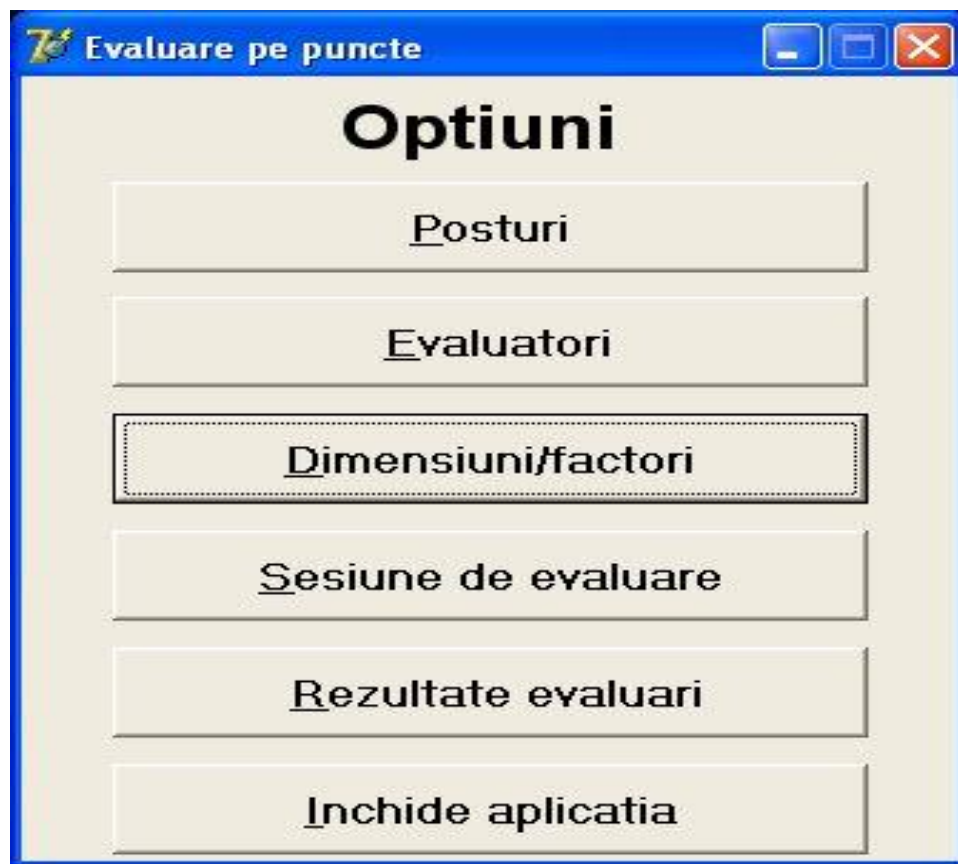 Evaluare pe puncte
Optiuni
Posturi
Evaluatori
Dimensiuni/factori
Sesiune de evaluare
Rezultate evaluari
Inchide aplicatia